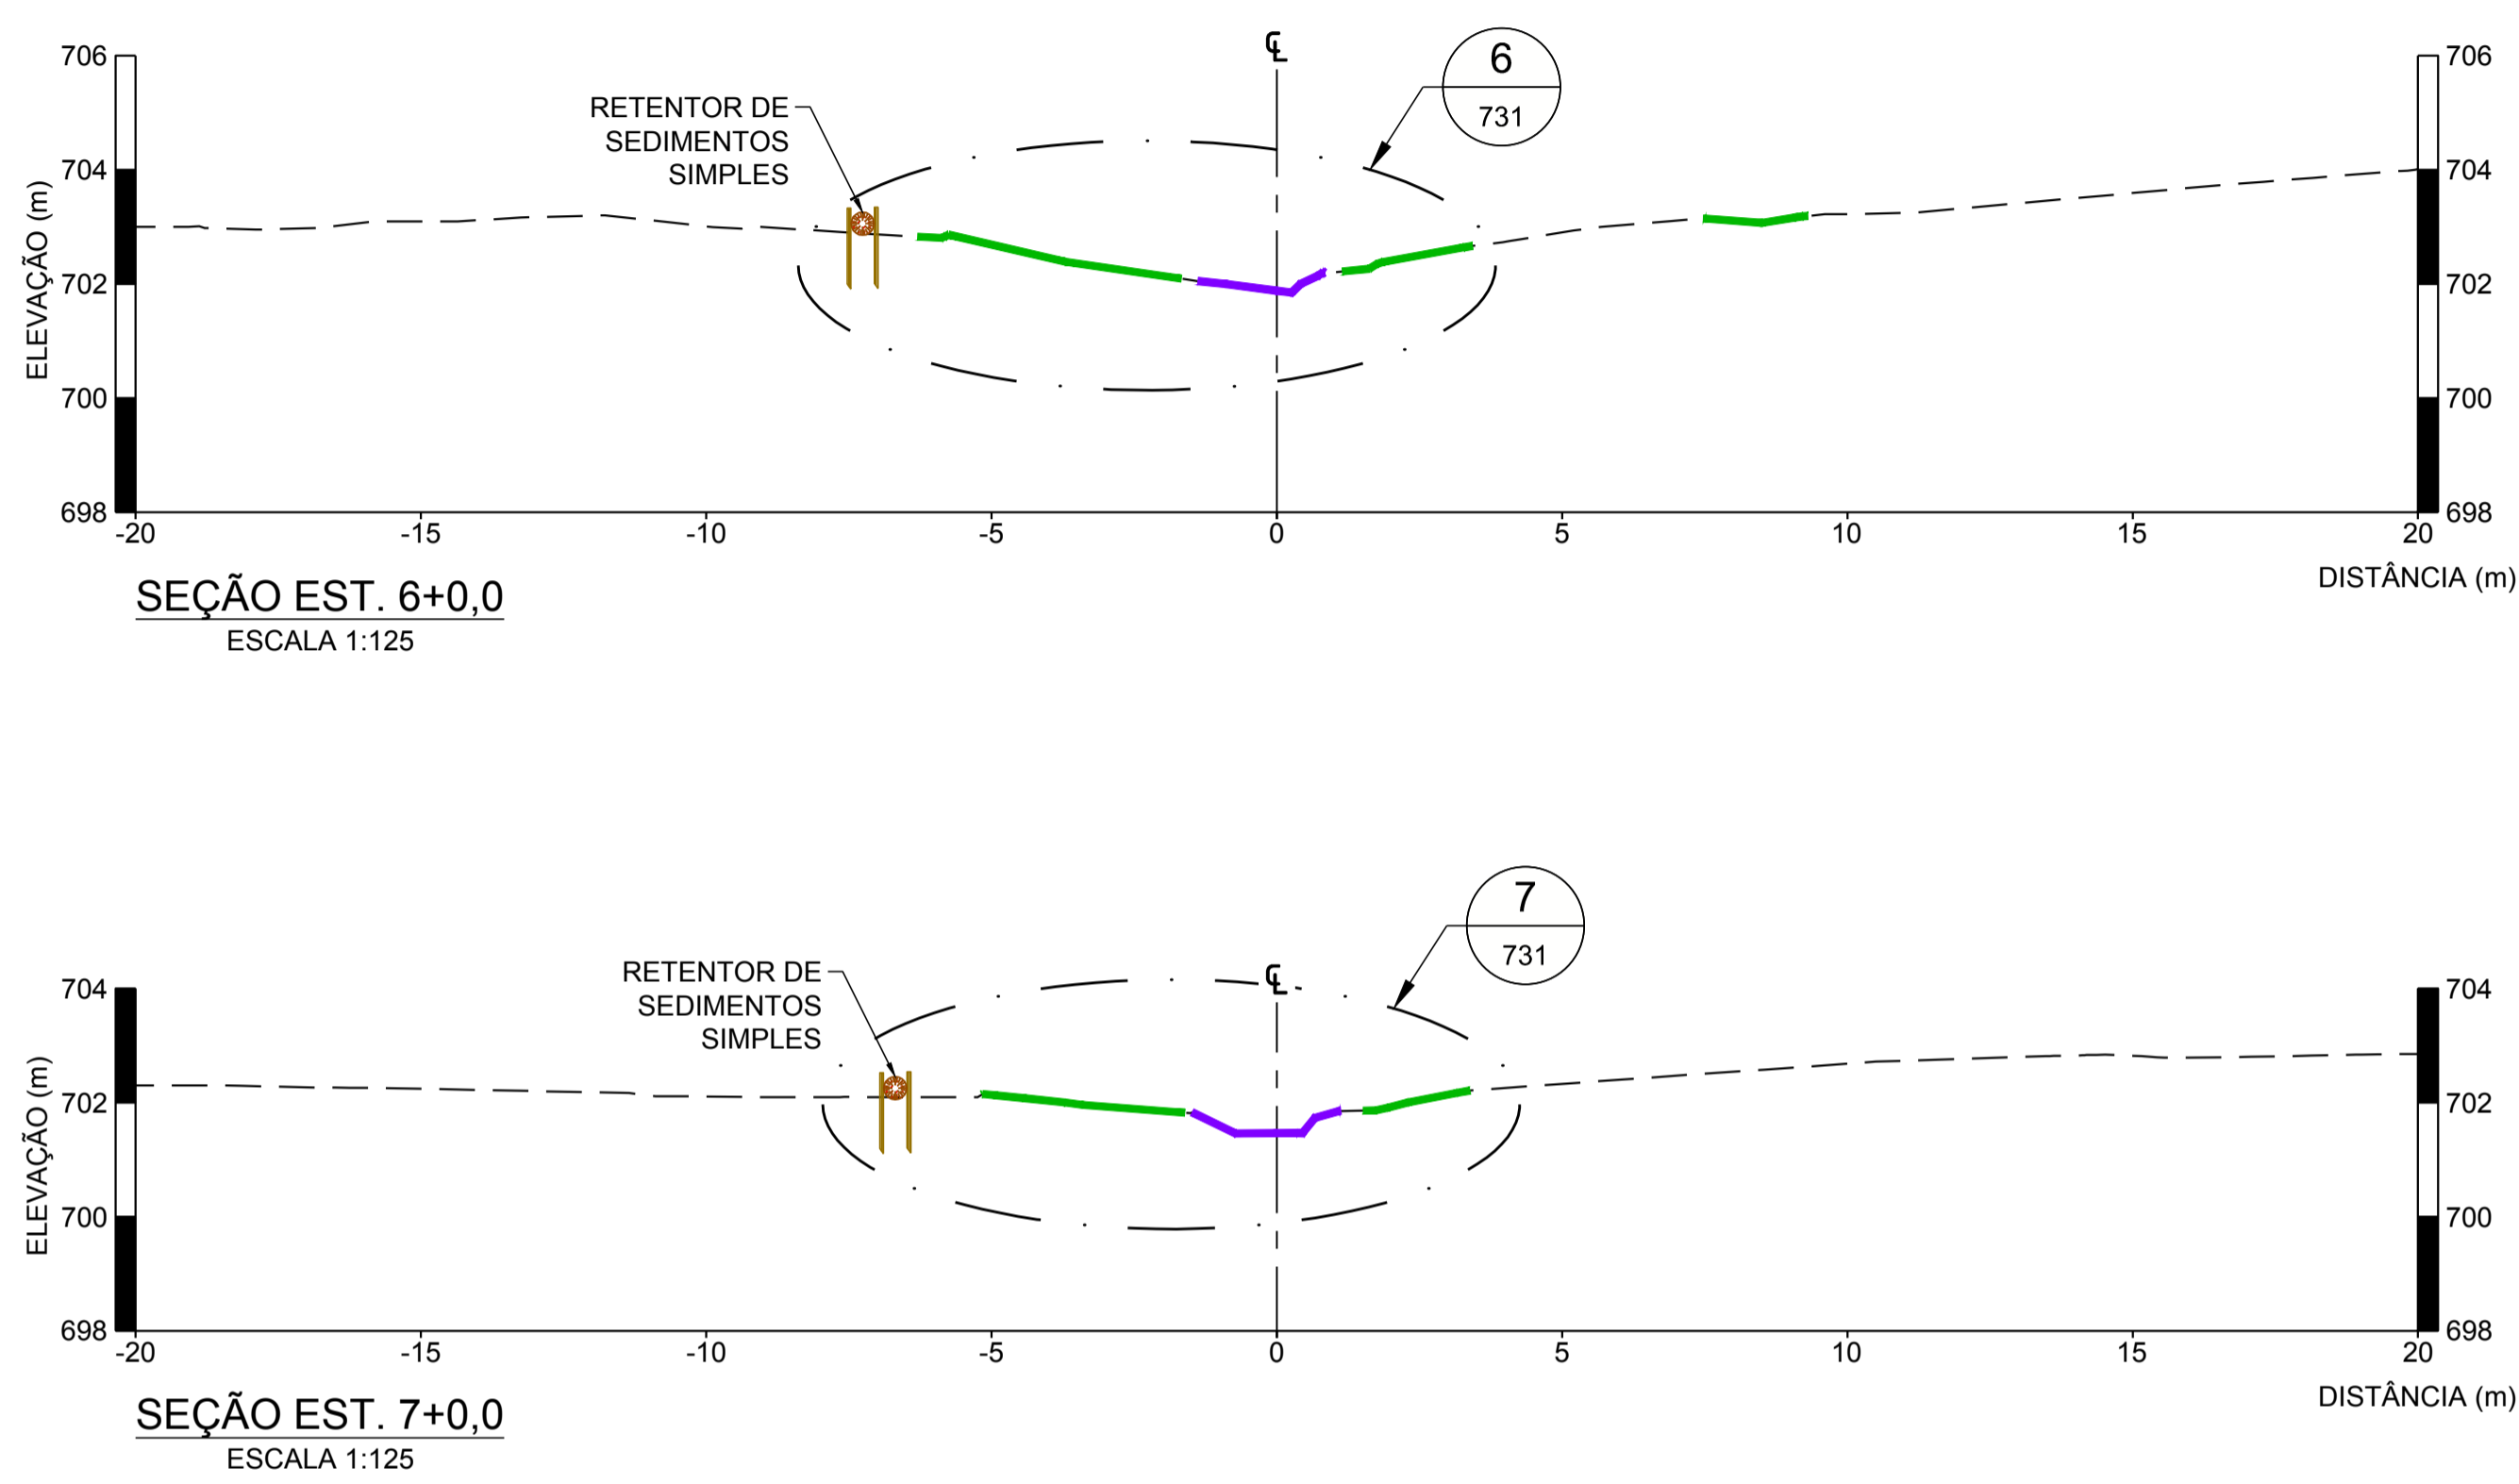 ℄
6
731
RETENTOR DE
SEDIMENTOS
SIMPLES
706
704
702
700
698
ELEVAÇÃO (m)
706
704
702
700
698
-20 -15 -10 -5 0 5 10 15 20
DISTÂNCIA (m)
SEÇÃO EST. 6+0,0
ESCALA 1:125
7
731
℄
RETENTOR DE
SEDIMENTOS
SIMPLES
704
702
700
698
ELEVAÇÃO (m)
704
702
700
698
-20 -15 -10 -5 0 5 10 15 20
DISTÂNCIA (m)
SEÇÃO EST. 7+0,0
ESCALA 1:125